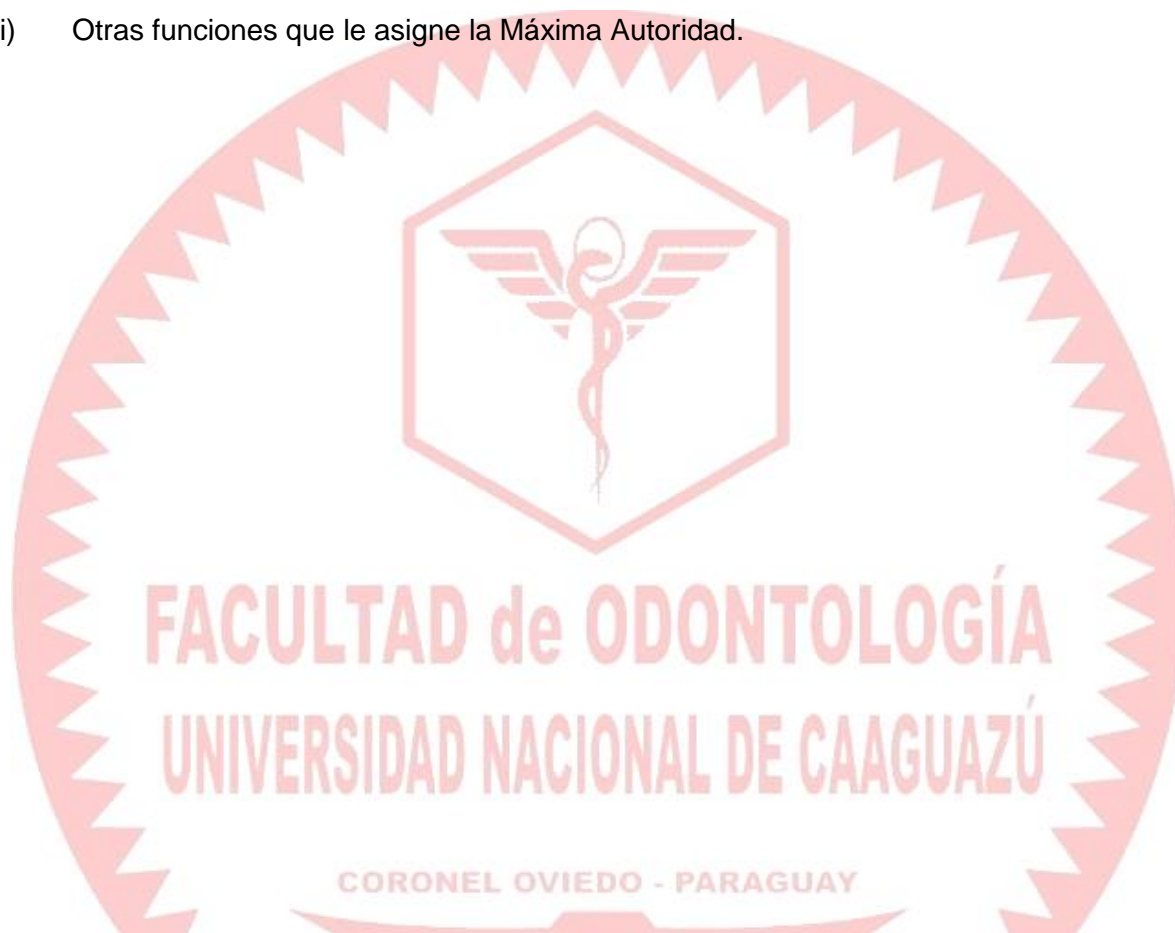 i) Otras funciones que le asigne la Máxima Autoridad.
FACULTAD de ODONTOLOGÍA
UNIVERSIDAD NACIONAL DE CAAGUAZÚ
CORONEL OVIEDO - PARAGUAY